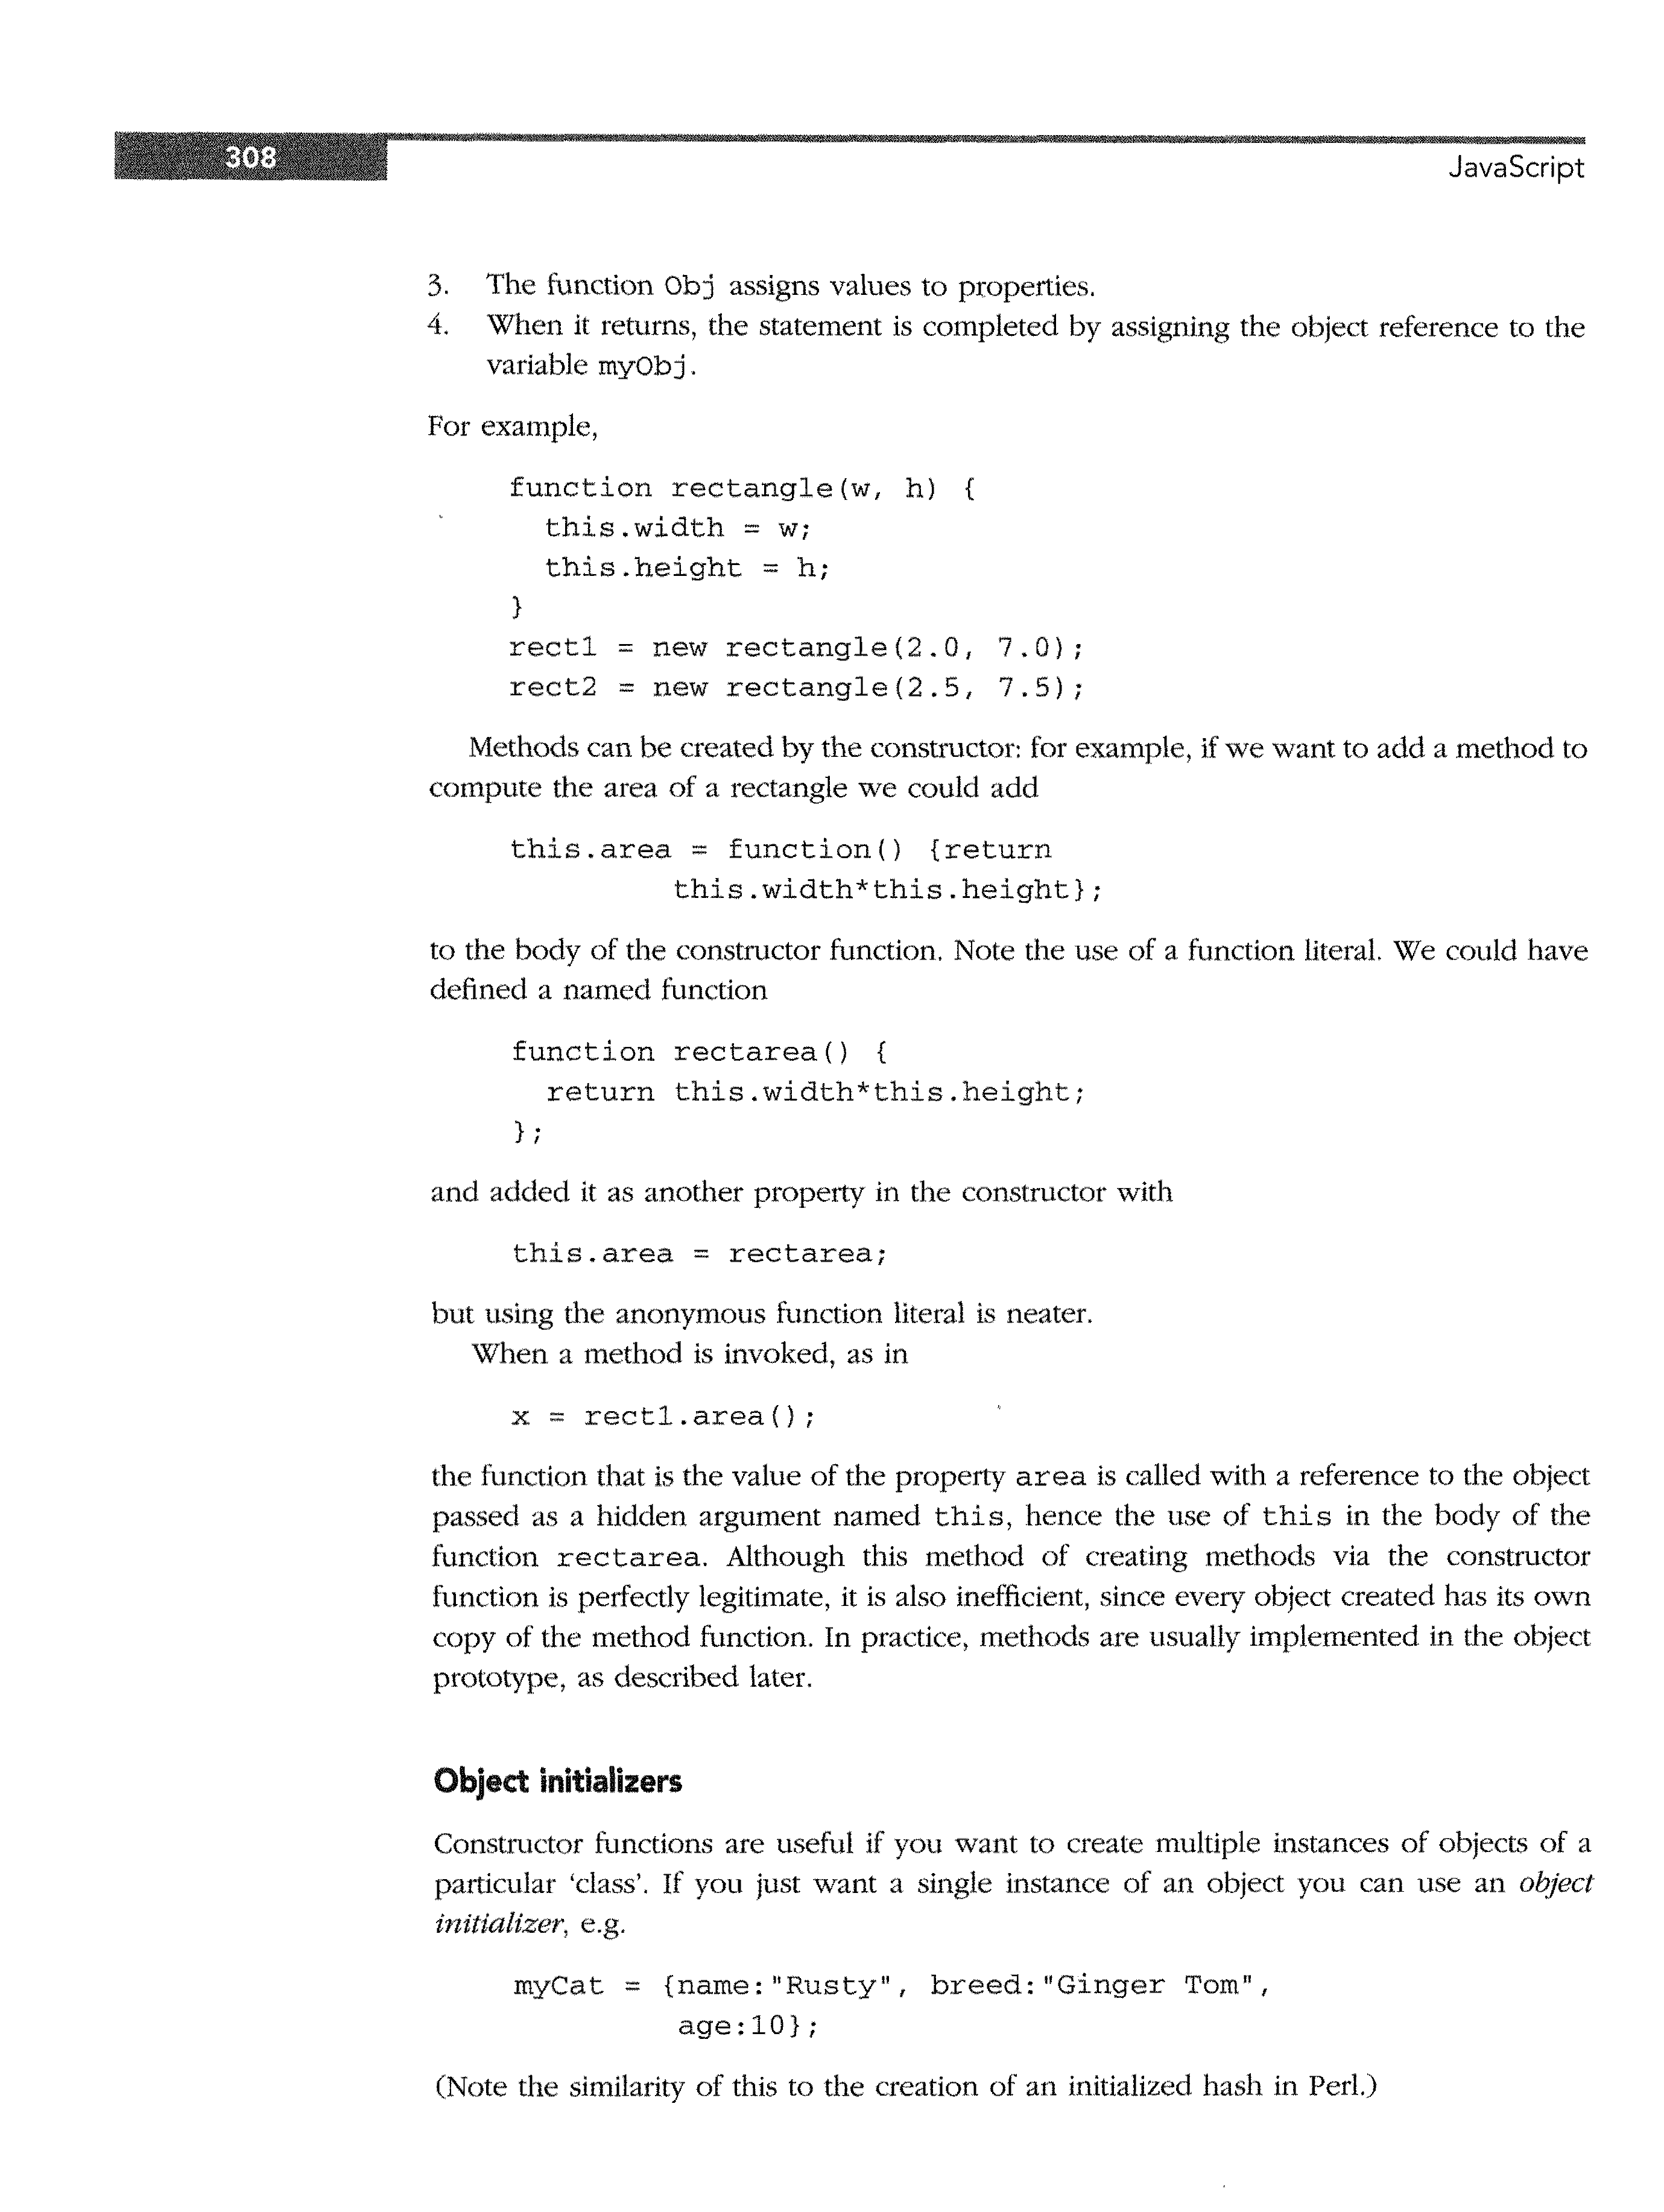 308
JavaScript
3. The function Obj assigns values to properties.
4. When it returns, the statement is completed by assigning the object reference to the
variable myObj.
For example,
function rectangle(w, h) {
this.width = w;
this.height = h;
}
rect1 = new rectangle(2.0, 7.0);
rect2 = new rectangle(2.5, 7.5);
Methods can be created by the constructor: for example, if we want to add a method to
compute the area of a rectangle we could add
this.area = function() {return
this.width*this.height};
to the body of the constructor function. Note the use of a function literal. We could have
defined a named function
function rectarea() {
return this.width*this.height;
};
and added it as another property in the constructor with
this.area = rectarea;
but using the anonymous function literal is neater.
When a method is invoked, as in
x = rect1.area();
the function that is the value of the property area is called with a reference to the object
passed as a hidden argument named this, hence the use of this in the body of the
function rectarea. Although this method of creating methods via the constructor
function is perfectly legitimate, it is also inefficient, since every object created has its own
copy of the method function. In practice, methods are usually implemented in the object
prototype, as described later.
Object initializers
Constructor functions are useful if you want to create multiple instances of objects of a
particular ‘class’. If you just want a single instance of an object you can use an object
initializer, e.g.
myCat = {name:"Rusty", breed:"Ginger Tom",
age:10};
(Note the similarity of this to the creation of an initialized hash in Perl.)